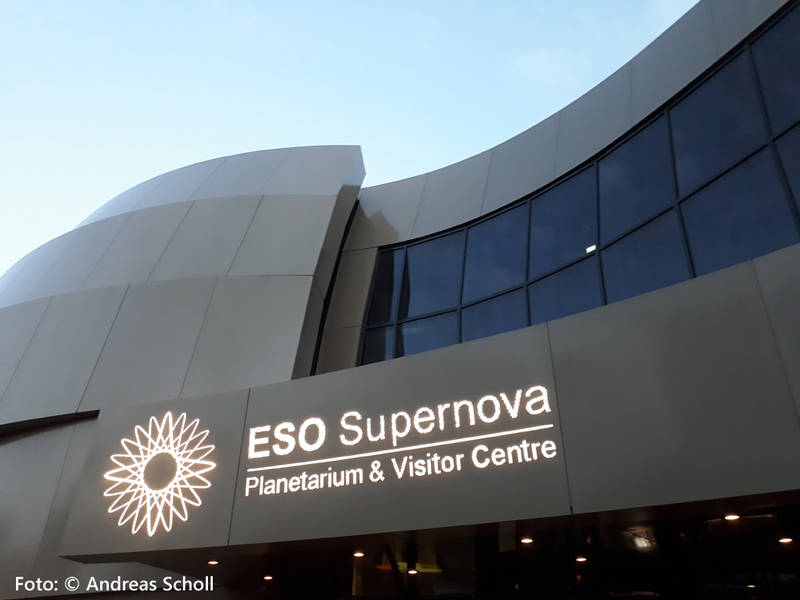 ESO Supernova
Planetarium & Visitor Centre
Foto: © Andreas Scholl